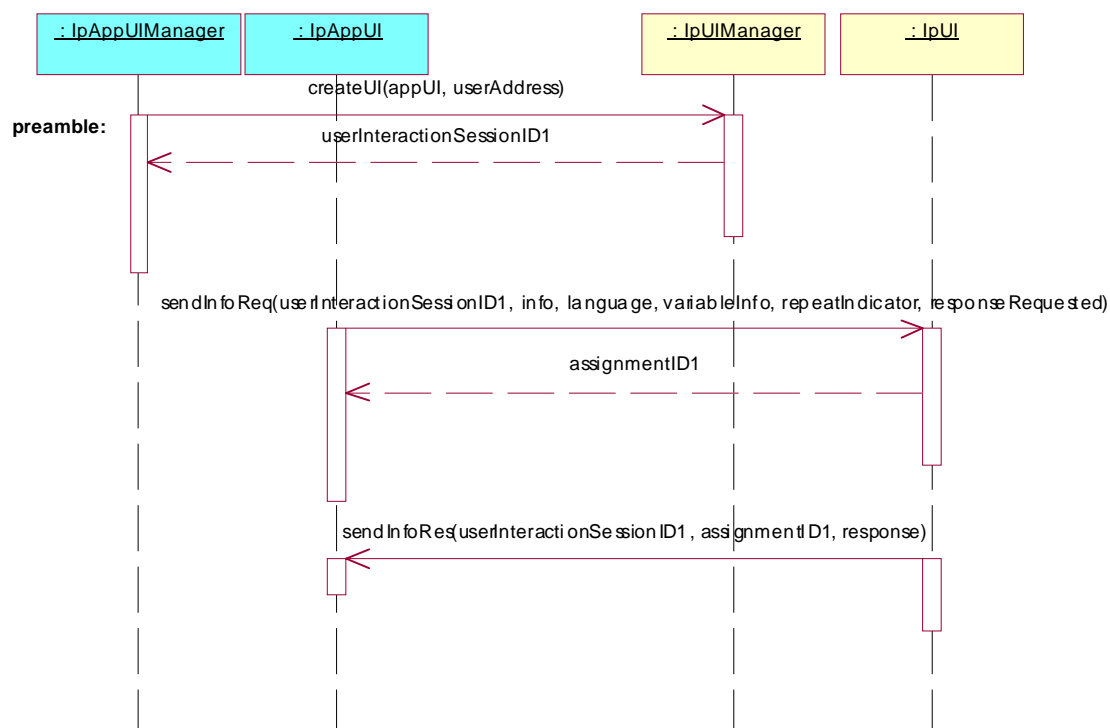 : IpAppUIManager
: IpAppUI
: IpUIManager
: IpUI
createUI(appUI, userAddress)
preamble:
userInteractionSessionID1
sendInfoReq(userInteractionSessionID1, info, language, variableInfo, repeatIndicator, responseRequested)
assignmentID1
sendInfoRes(userInteractionSessionID1, assignmentID1, response)